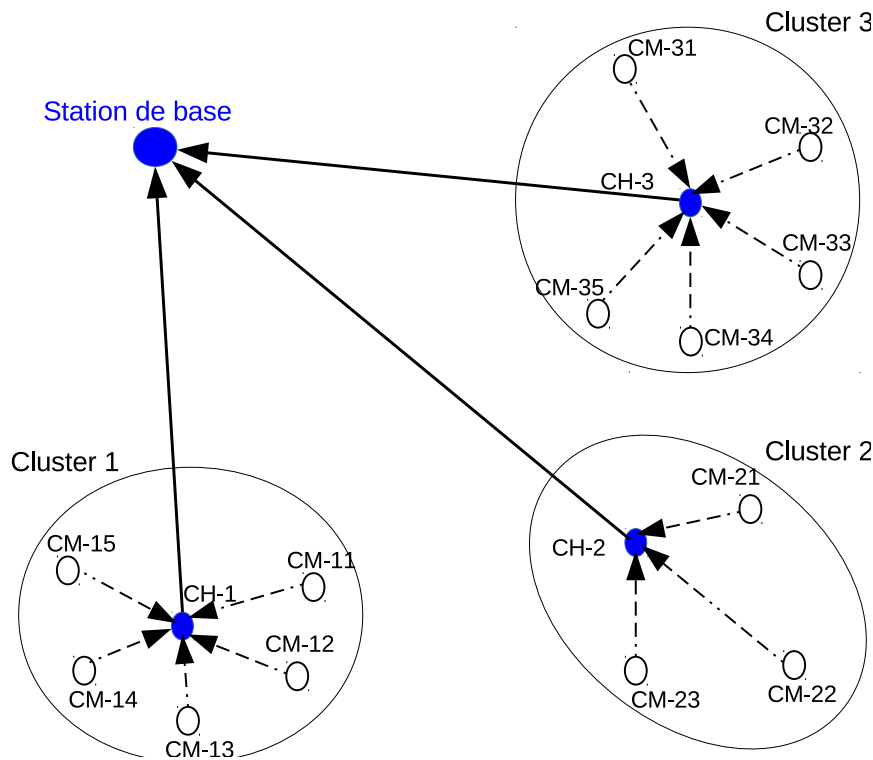 Cluster 3
CM-31
Station de base
CM-32
CH-3
CM-33
CM-35
CM-34
Cluster 1
Cluster 2
CM-21
CM-15
CH-2
CM-11
CH-1
CM-12
CM-14
CM-23
CM-22
CM-13